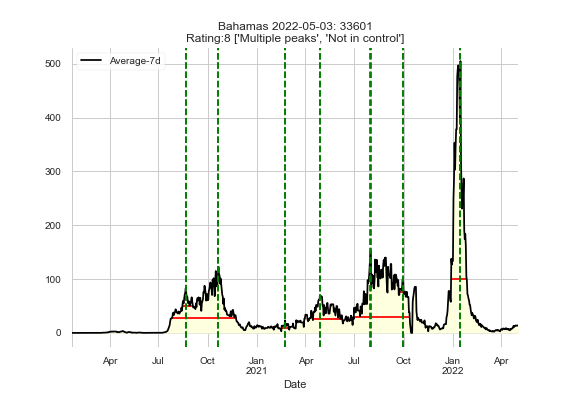 Bahamas 2022-05-03: 33601
Rating:8 ['Multiple peaks', 'Not in control']
Average-7d
500
400
300
200
100
0
Apr Jul Oct Jan Apr Jul Oct Jan Apr
2021 2022
Date